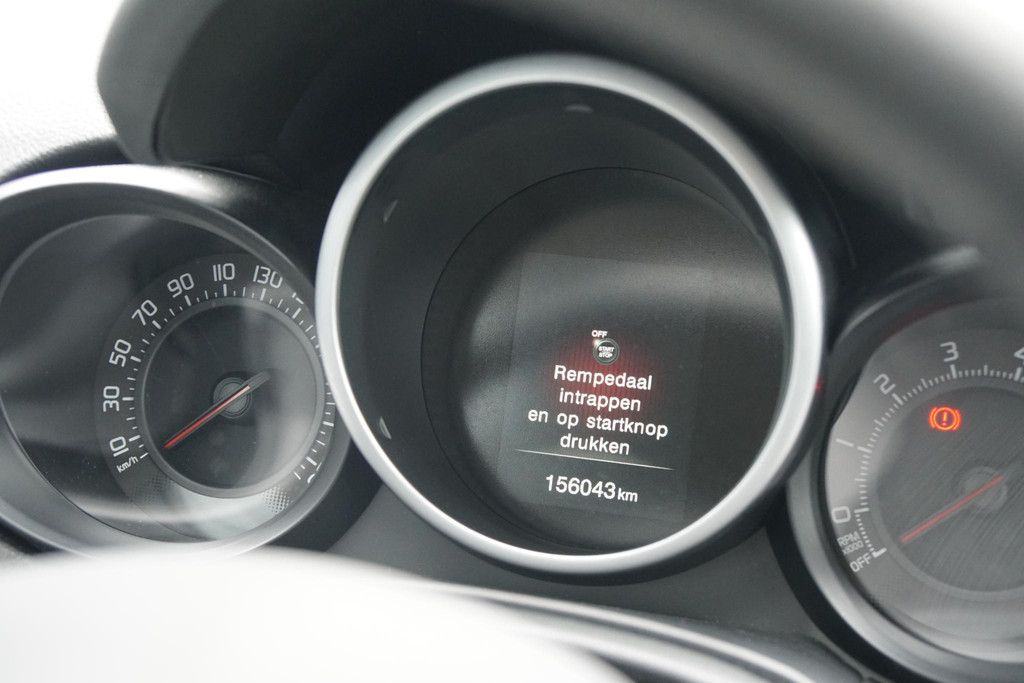 10
30
50
70
90
110
130
km/h
OFF
START
STOP
Rempedaal
intrappen
en op startknop
drukken
156043 km
4
3
2
1
0
RPM
x1000
OFF